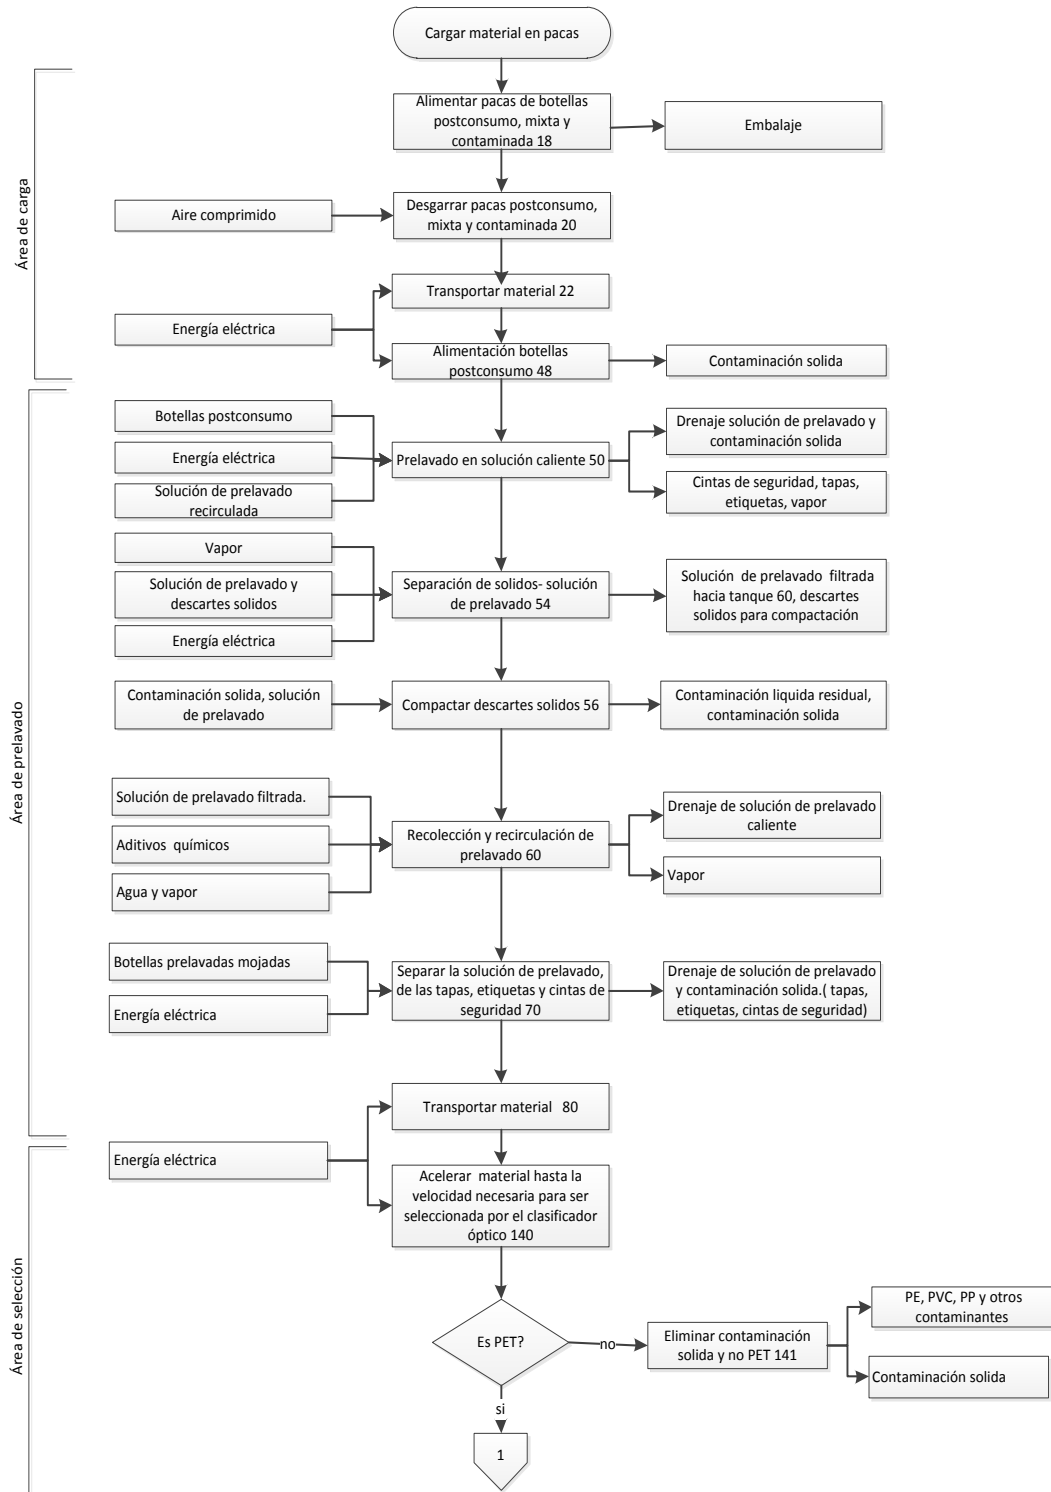 Cargar material en pacas
Área de carga
Alimentar pacas de botellas
postconsumo, mixta y
contaminada 18
Embalaje
Aire comprimido
Desgarrar pacas postconsumo,
mixta y contaminada 20
Transportar material 22
Energía eléctrica
Alimentación botellas
postconsumo 48
Contaminación solida
Área de prelavado
Botellas postconsumo
Energía eléctrica
Solución de prelavado
recirculada
Prelavado en solución caliente 50
Drenaje solución de prelavado y
contaminación solida
Cintas de seguridad, tapas,
etiquetas, vapor
Vapor
Solución de prelavado y
descartes solidos
Energía eléctrica
Separación de solidos- solución
de prelavado 54
Solución  de prelavado  filtrada
hacia tanque 60, descartes
solidos para compactación
Contaminación solida, solución
de prelavado
Compactar descartes solidos 56
Contaminación liquida residual,
contaminación solida
Solución de prelavado filtrada.
Aditivos  químicos
Agua y vapor
Recolección y recirculación de
prelavado 60
Drenaje de solución de prelavado
caliente
Vapor
Botellas prelavadas mojadas
Energía eléctrica
Separar la solución de prelavado,
de las tapas, etiquetas y cintas de
seguridad 70
Drenaje de solución de prelavado
y contaminación solida.( tapas,
etiquetas, cintas de seguridad)
Transportar material  80
Área de selección
Energía eléctrica
Acelerar  material hasta la
velocidad necesaria para ser
seleccionada por el clasificador
óptico 140
Es PET?
no
Eliminar contaminación
solida y no PET 141
PE, PVC, PP y otros
contaminantes
Contaminación solida
si
1